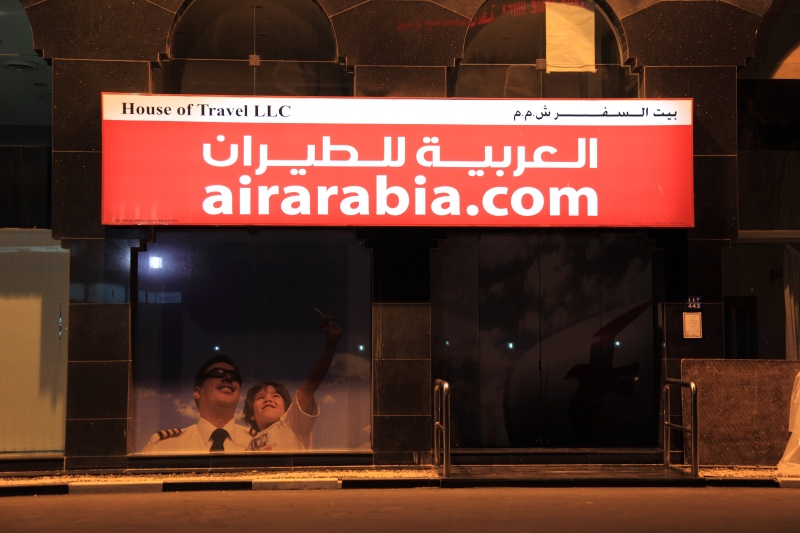 House of Travel LLC
بيت السفر ش.م.م
العربية للطيران
airarabia.com